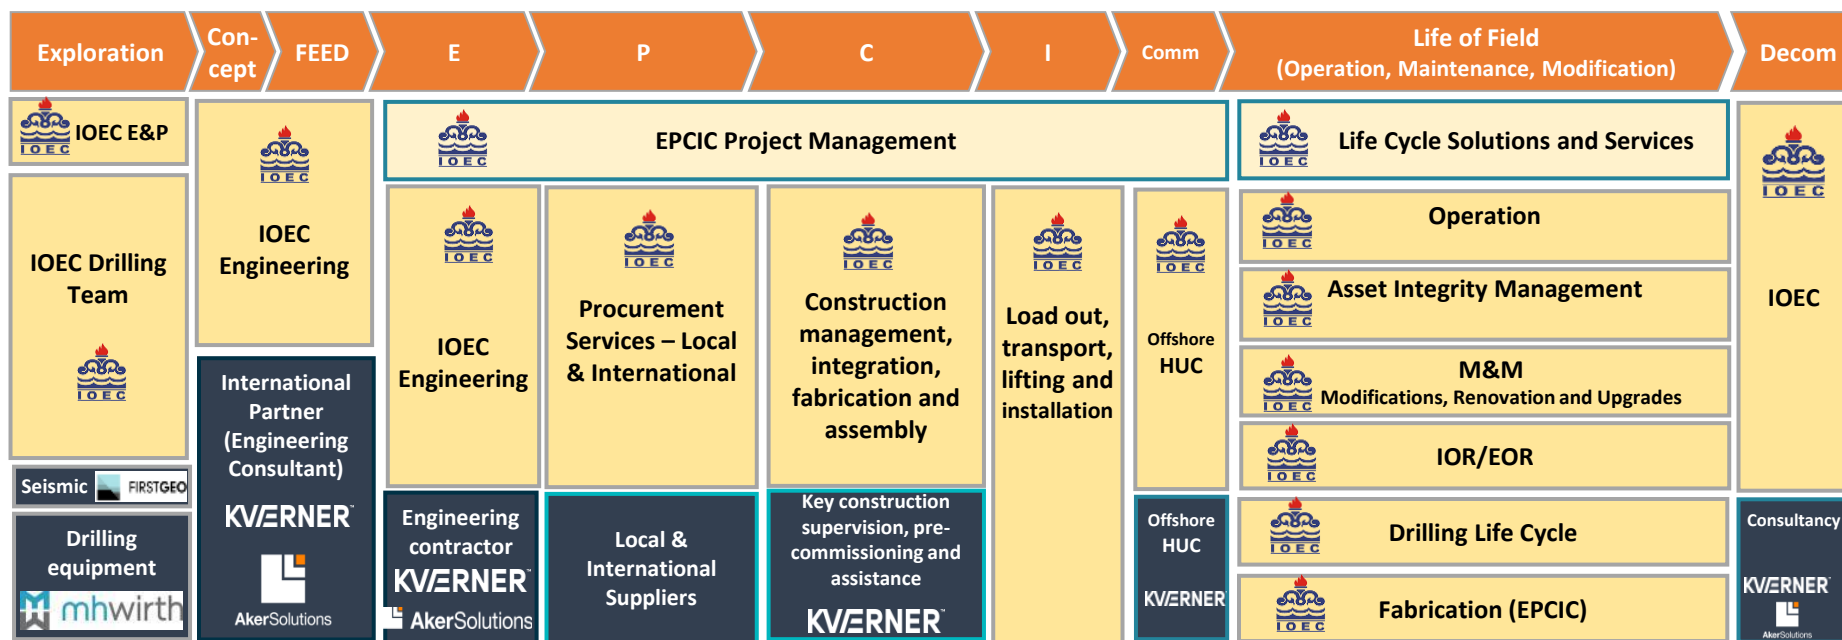 Exploration
Con-
cept
FEED
E
P
C
I
Comm
Life of Field
(Operation, Maintenance, Modification)
Decom
IOEC
IOEC E&P
IOEC Drilling
Team
IOEC
Seismic
FIRSTGEO
Drilling
equipment
mhwirth
IOEC
IOEC
Engineering
International
Partner
(Engineering
Consultant)
KVÆRNER™
AkerSolutions
IOEC
EPCIC Project Management
IOEC
IOEC
Engineering
Engineering
contractor
KVÆRNER™
AkerSolutions
IOEC
Procurement
Services – Local
& International
Local &
International
Suppliers
IOEC
Construction
management,
integration,
fabrication and
assembly
Key construction
supervision, pre-
commissioning and
assistance
KVÆRNER™
IOEC
Load out,
transport,
lifting and
installation
IOEC
Offshore
HUC
Offshore
HUC
KVÆRNER
IOEC
Life Cycle Solutions and Services
IOEC
Operation
IOEC
Asset Integrity Management
IOEC
M&M
Modifications, Renovation and Upgrades
IOEC
IOR/EOR
IOEC
Drilling Life Cycle
IOEC
Fabrication (EPCIC)
IOEC
IOEC
Consultancy
KVÆRNER™
AkerSolutions